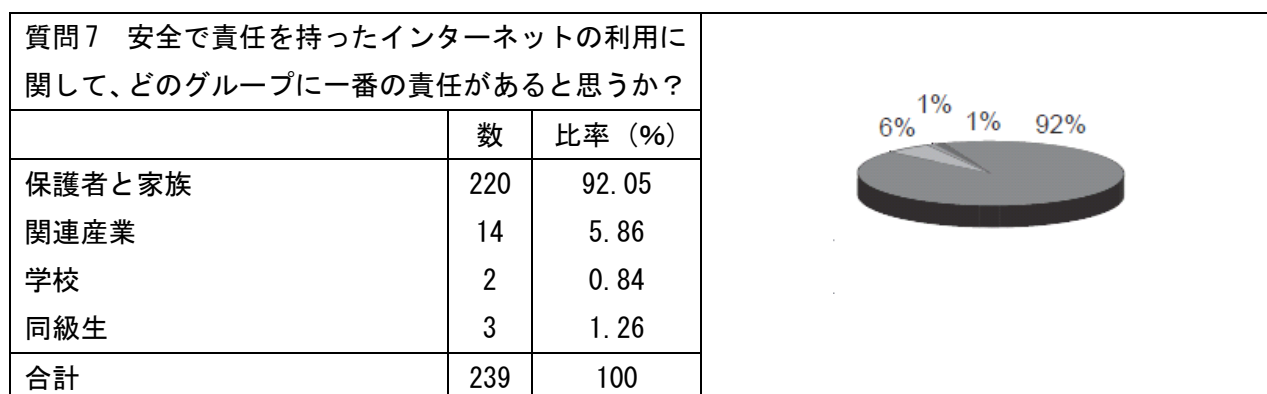 質問7 安全で責任を持ったインターネットの利用に
関して、どのグループに一番の責任があると思うか?
数 比率 (%)
保護者と家族 220 92.05
関連産業 14 5.86
学校 2 0.84
同級生 3 1.26
合計 239 100
6% 1% 1% 92%